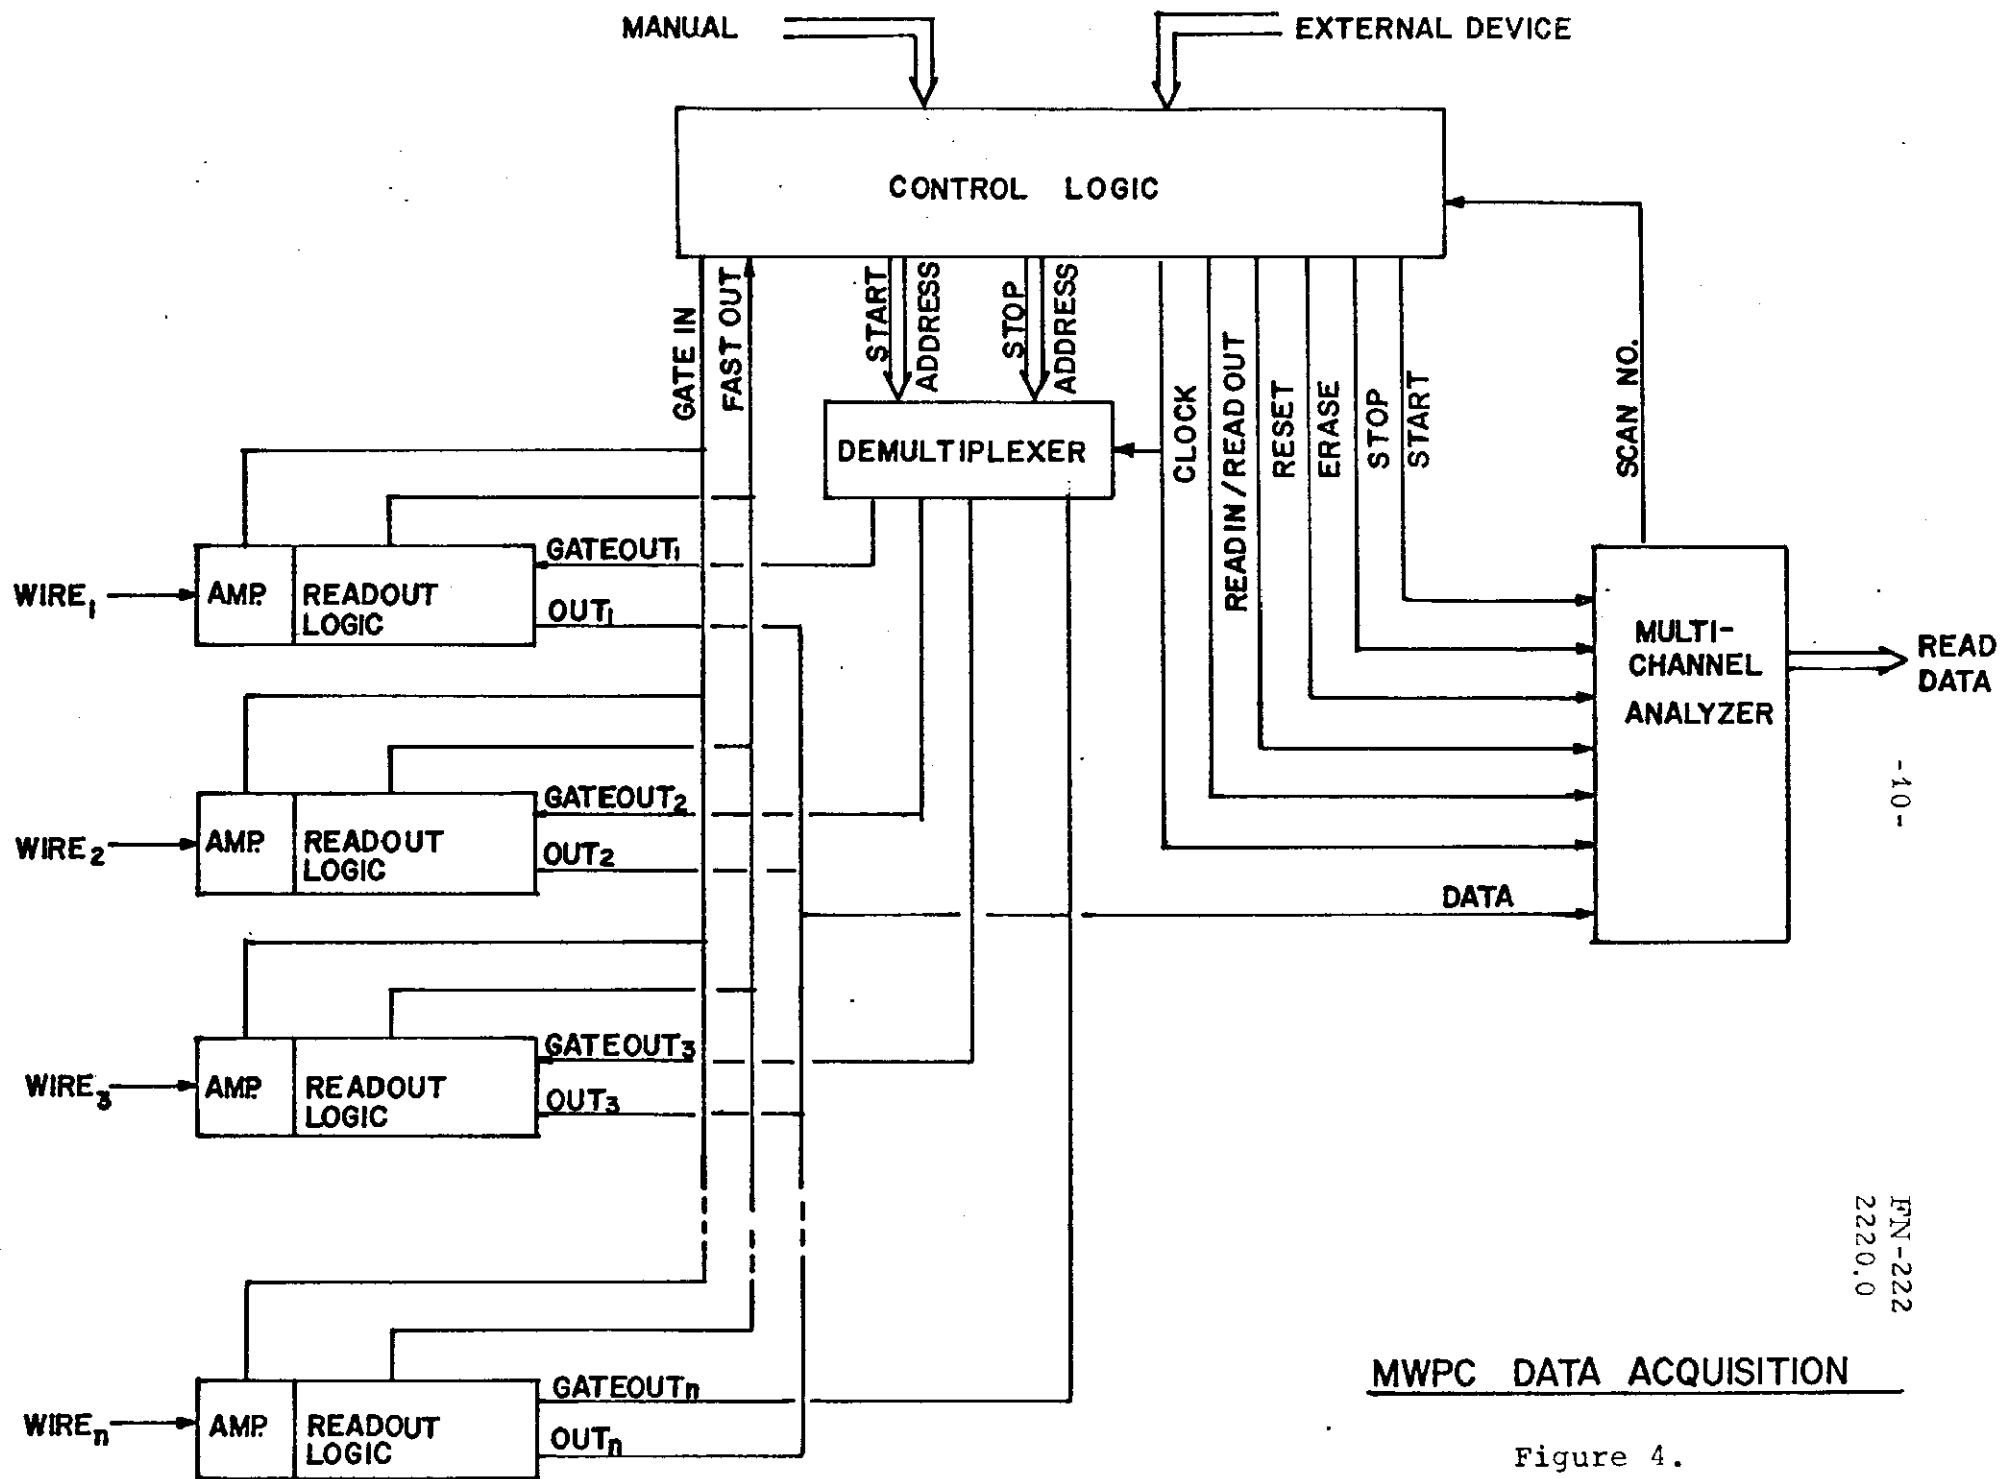 MANUAL
EXTERNAL DEVICE
CONTROL LOGIC
GATE IN
FAST OUT
START
ADDRESS
STOP
ADDRESS
CLOCK
READIN/READ OUT
RESET
ERASE
STOP
START
SCAN NO.
DEMULTIPLEXER
WIRE₁
AMP.
READOUT
LOGIC
GATEOUT₁
OUT₁
MULTI-
CHANNEL
ANALYZER
READ
DATA
WIRE₂
AMP.
READOUT
LOGIC
GATEOUT₂
OUT₂
DATA
WIRE₃
AMP.
READOUT
LOGIC
GATEOUT₃
OUT₃
WIREₙ
AMP.
READOUT
LOGIC
GATEOUTₙ
OUTₙ
-10-
FN-222
2220.0
MWPC DATA ACQUISITION
Figure 4.